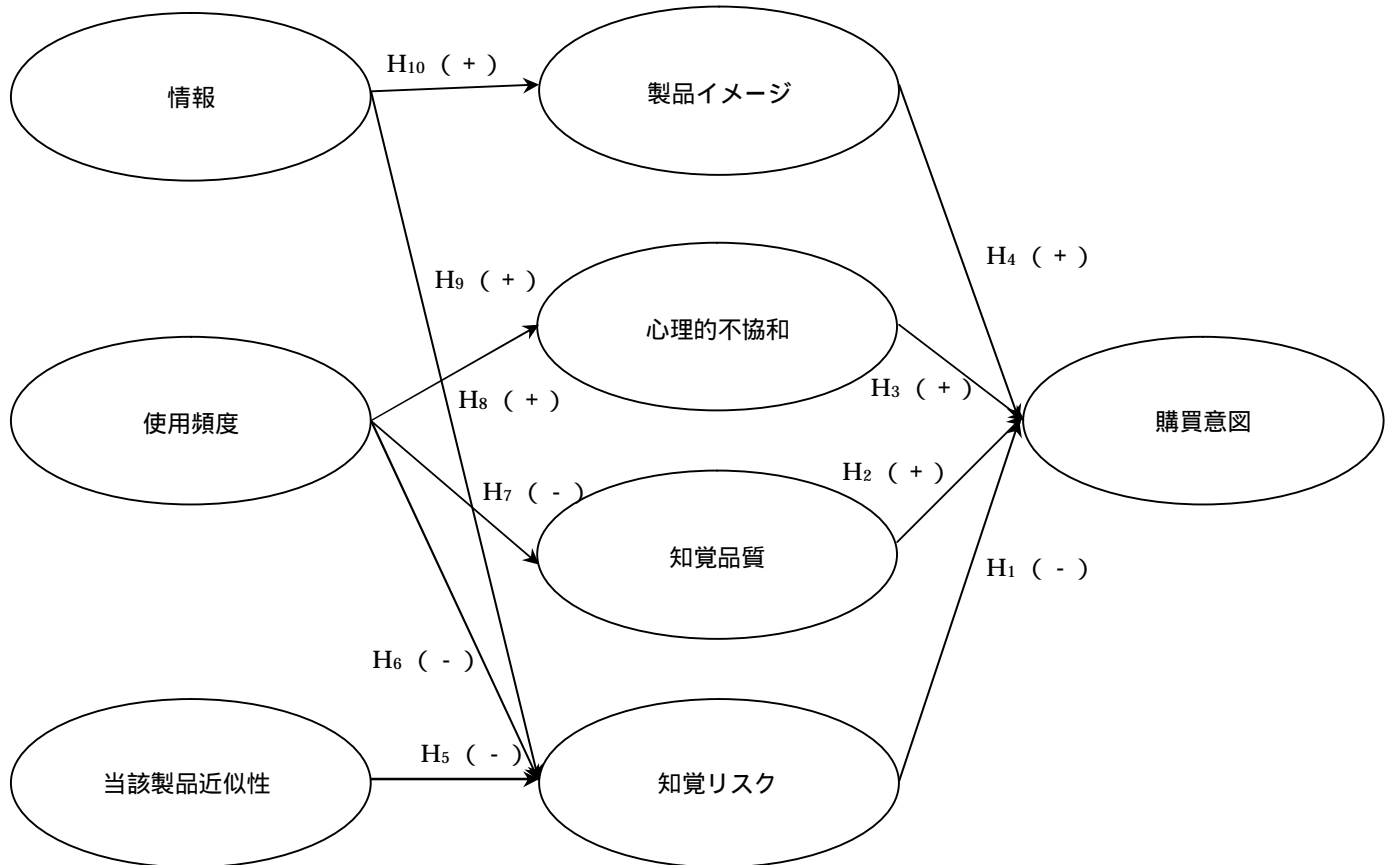 H₁₀ ( + )
情報
製品イメージ
H₄ ( + )
H₉ ( + )
心理的不協和
H₃ ( + )
H₈ ( + )
使用頻度
購買意図
H₂ ( + )
H₇ ( - )
知覚品質
H₁ ( - )
H₆ ( - )
H₅ ( - )
当該製品近似性
知覚リスク